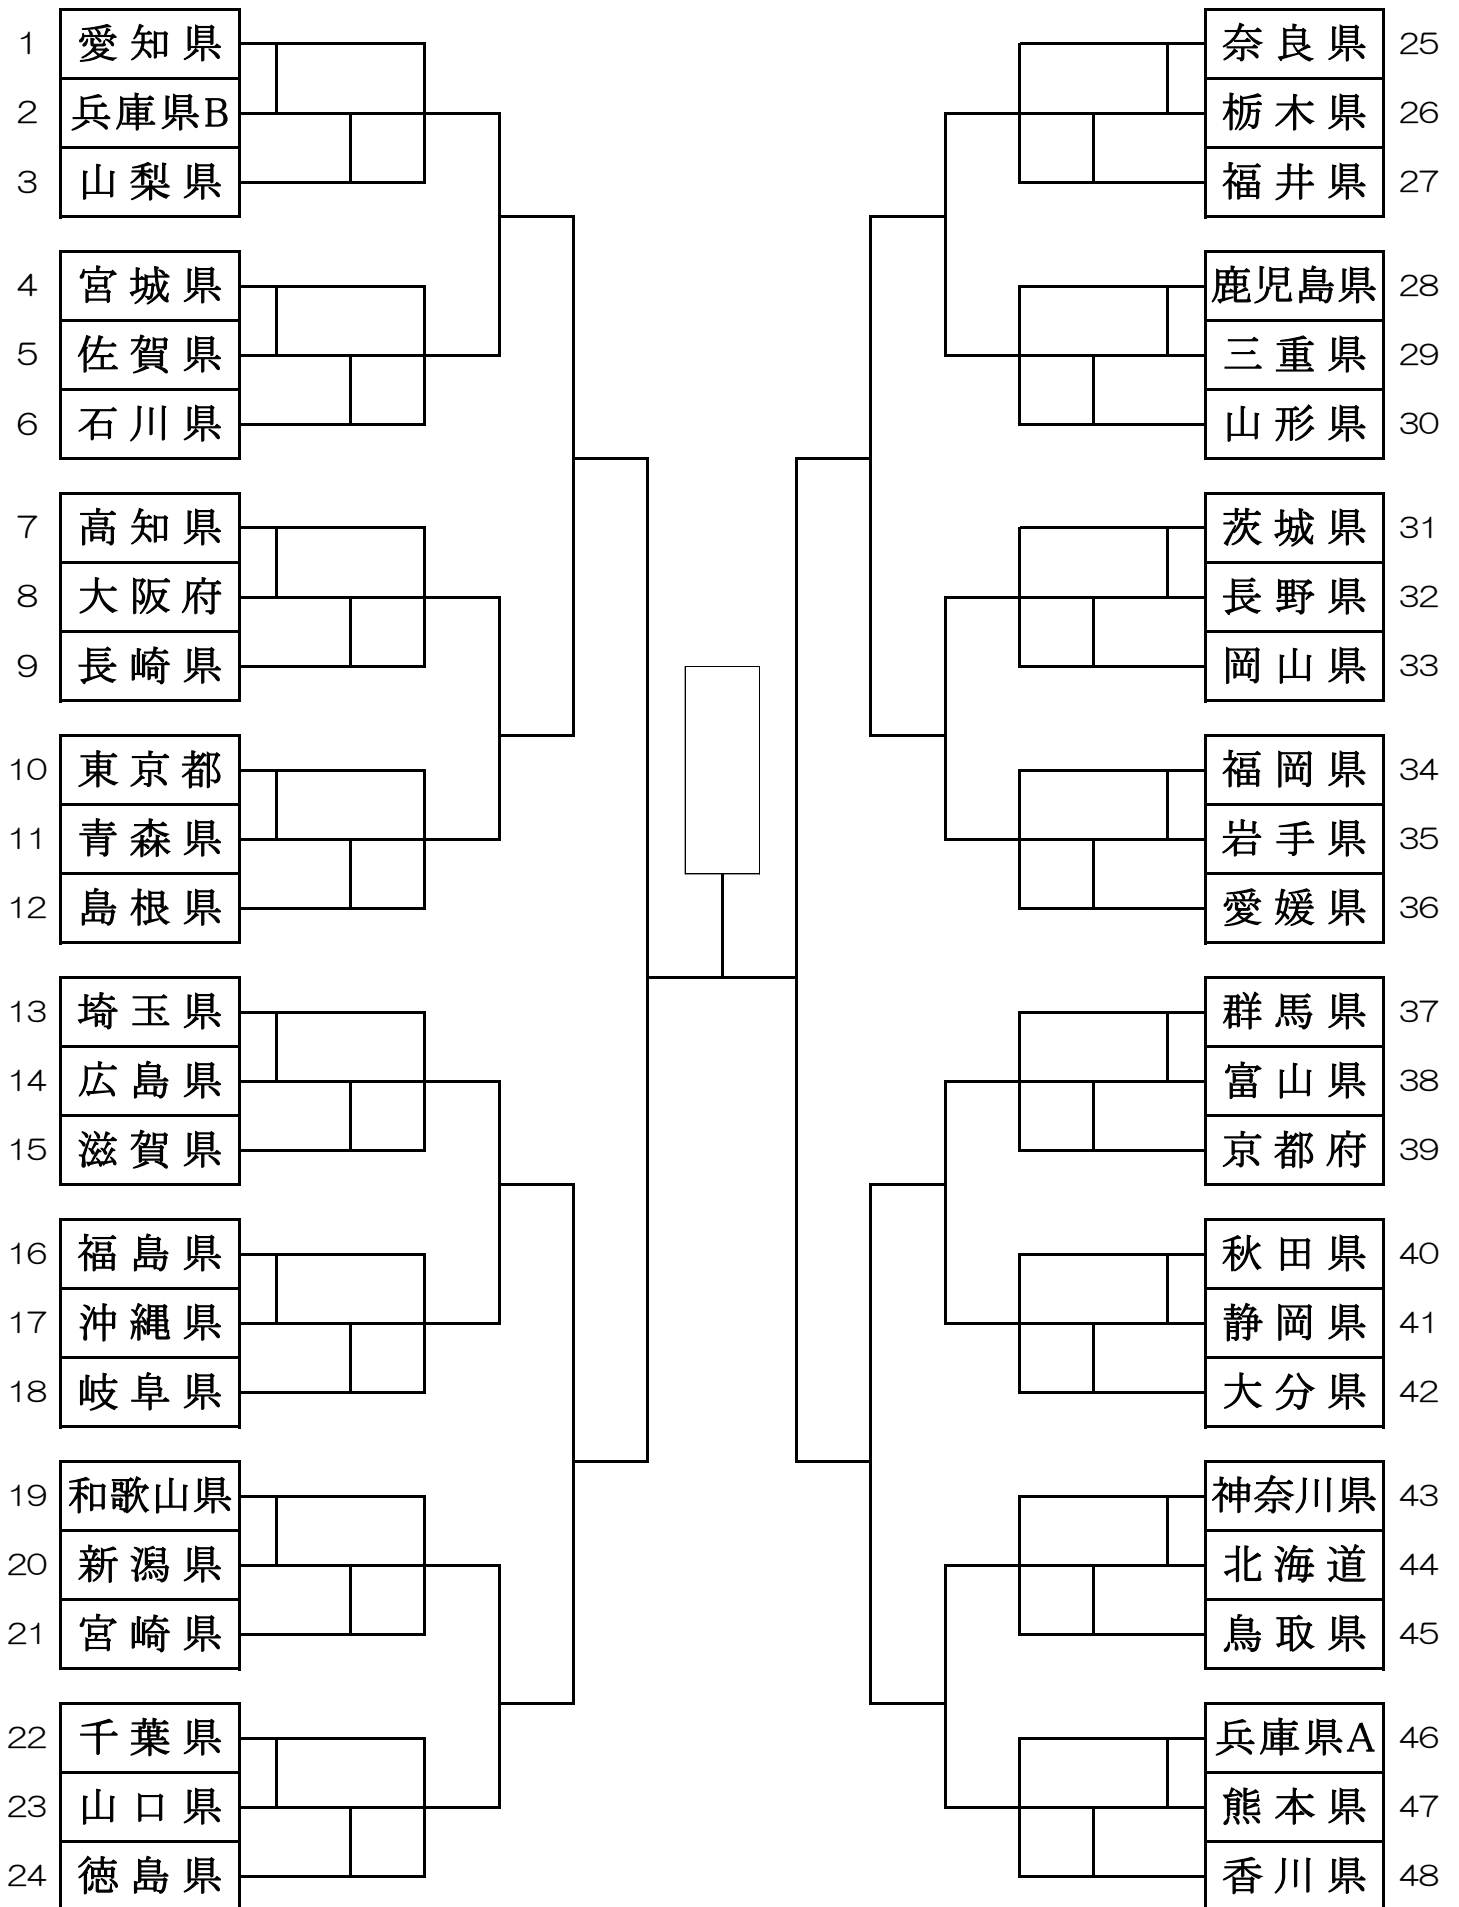 1 愛知県
2 兵庫県B
3 山梨県
4 宮城県
5 佐賀県
6 石川県
7 高知県
8 大阪府
9 長崎県
10 東京都
11 青森県
12 島根県
13 埼玉県
14 広島県
15 滋賀県
16 福島県
17 沖縄県
18 岐阜県
19 和歌山県
20 新潟県
21 宮崎県
22 千葉県
23 山口県
24 徳島県
奈良県 25
栃木県 26
福井県 27
鹿児島県 28
三重県 29
山形県 30
茨城県 31
長野県 32
岡山県 33
福岡県 34
岩手県 35
愛媛県 36
群馬県 37
富山県 38
京都府 39
秋田県 40
静岡県 41
大分県 42
神奈川県 43
北海道 44
鳥取県 45
兵庫県A 46
熊本県 47
香川県 48